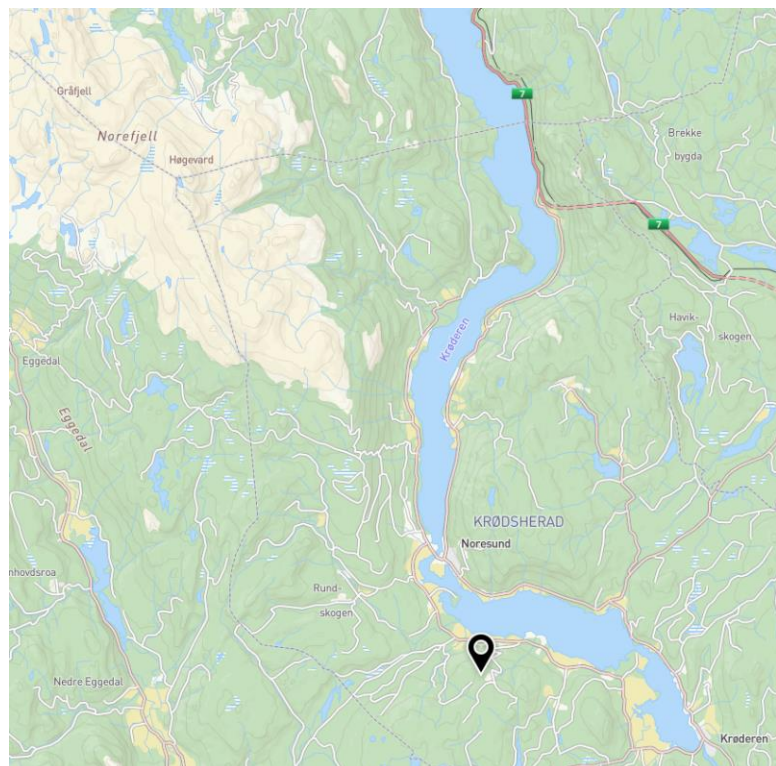 Gråfjell
7
Norefjell
Brekke
bygda
Høgevard
7
Krøderen
Havik-
skogen
Eggedal
Eggedal
KRØDSHERAD
Noresund
nhovdsroa
Rund-
skogen
Nedre Eggedal
Krøderen